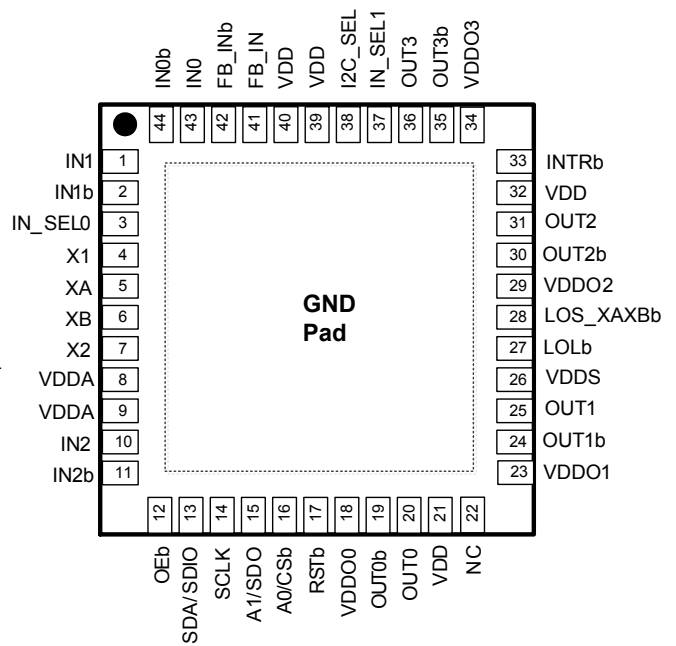 IN0b
IN0
FB_INb
FB_IN
VDD
VDD
I2C_SEL
IN_SEL1
OUT3
OUT3b
VDDO3
44
43
42
41
40
39
38
37
36
35
34
IN1 1
IN1b 2
IN_SEL0 3
X1 4
XA 5
XB 6
X2 7
VDDA 8
VDDA 9
IN2 10
IN2b 11
GND
Pad
33 INTRb
32 VDD
31 OUT2
30 OUT2b
29 VDDO2
28 LOS_XAXBb
27 LOLb
26 VDDS
25 OUT1
24 OUT1b
23 VDDO1
12
13
14
15
16
17
18
19
20
21
22
OEb
SDA/SDIO
SCLK
A1/SDO
A0/CSb
RSTb
VDDO0
OUT0b
OUT0
VDD
NC